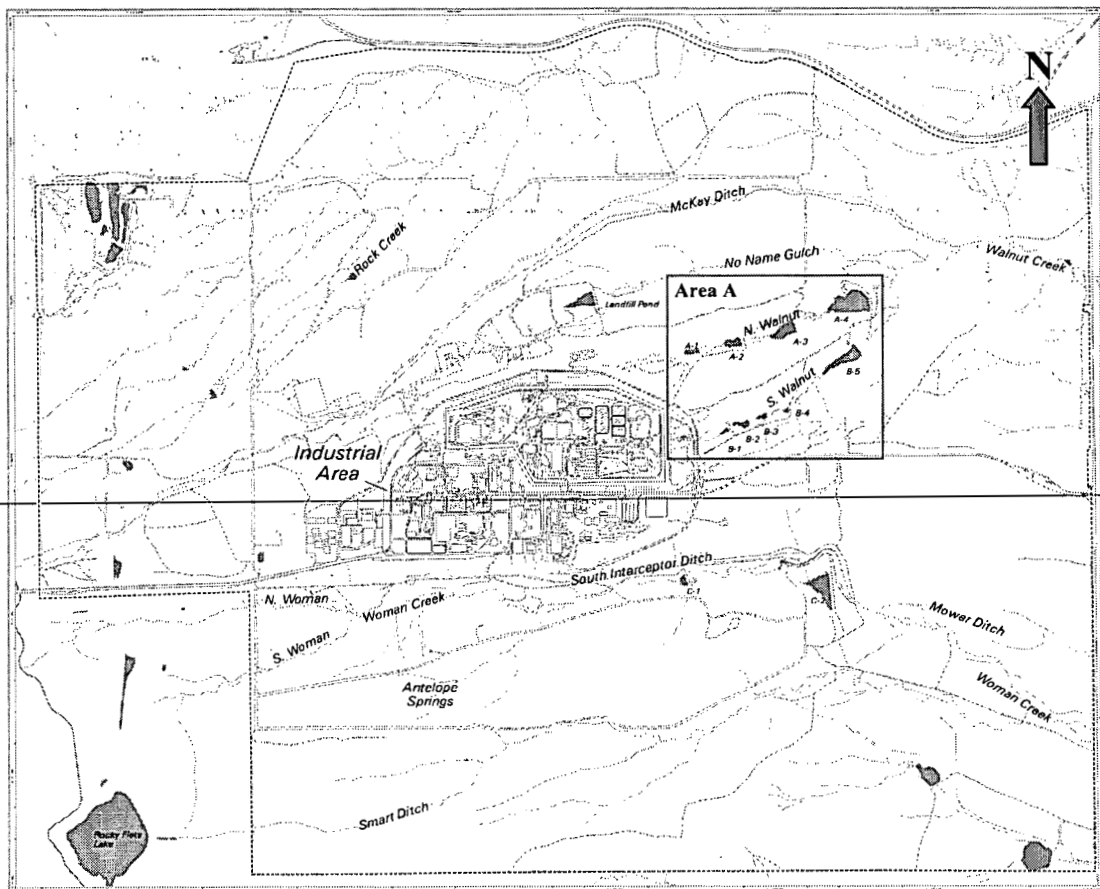 N
McKay Ditch
Rock Creek
No Name Gulch
Walnut Creek
Area A
Landfill Pond
A-4
N. Walnut
A-3
A-1
A-2
B-5
S. Walnut
B-4
B-3
B-2
B-1
Industrial
Area
South Interceptor Ditch
C-1
C-2
N. Woman
Woman Creek
Mower Ditch
S. Woman
Woman Creek
Antelope
Springs
Smart Ditch
Rocky Flats
Lake